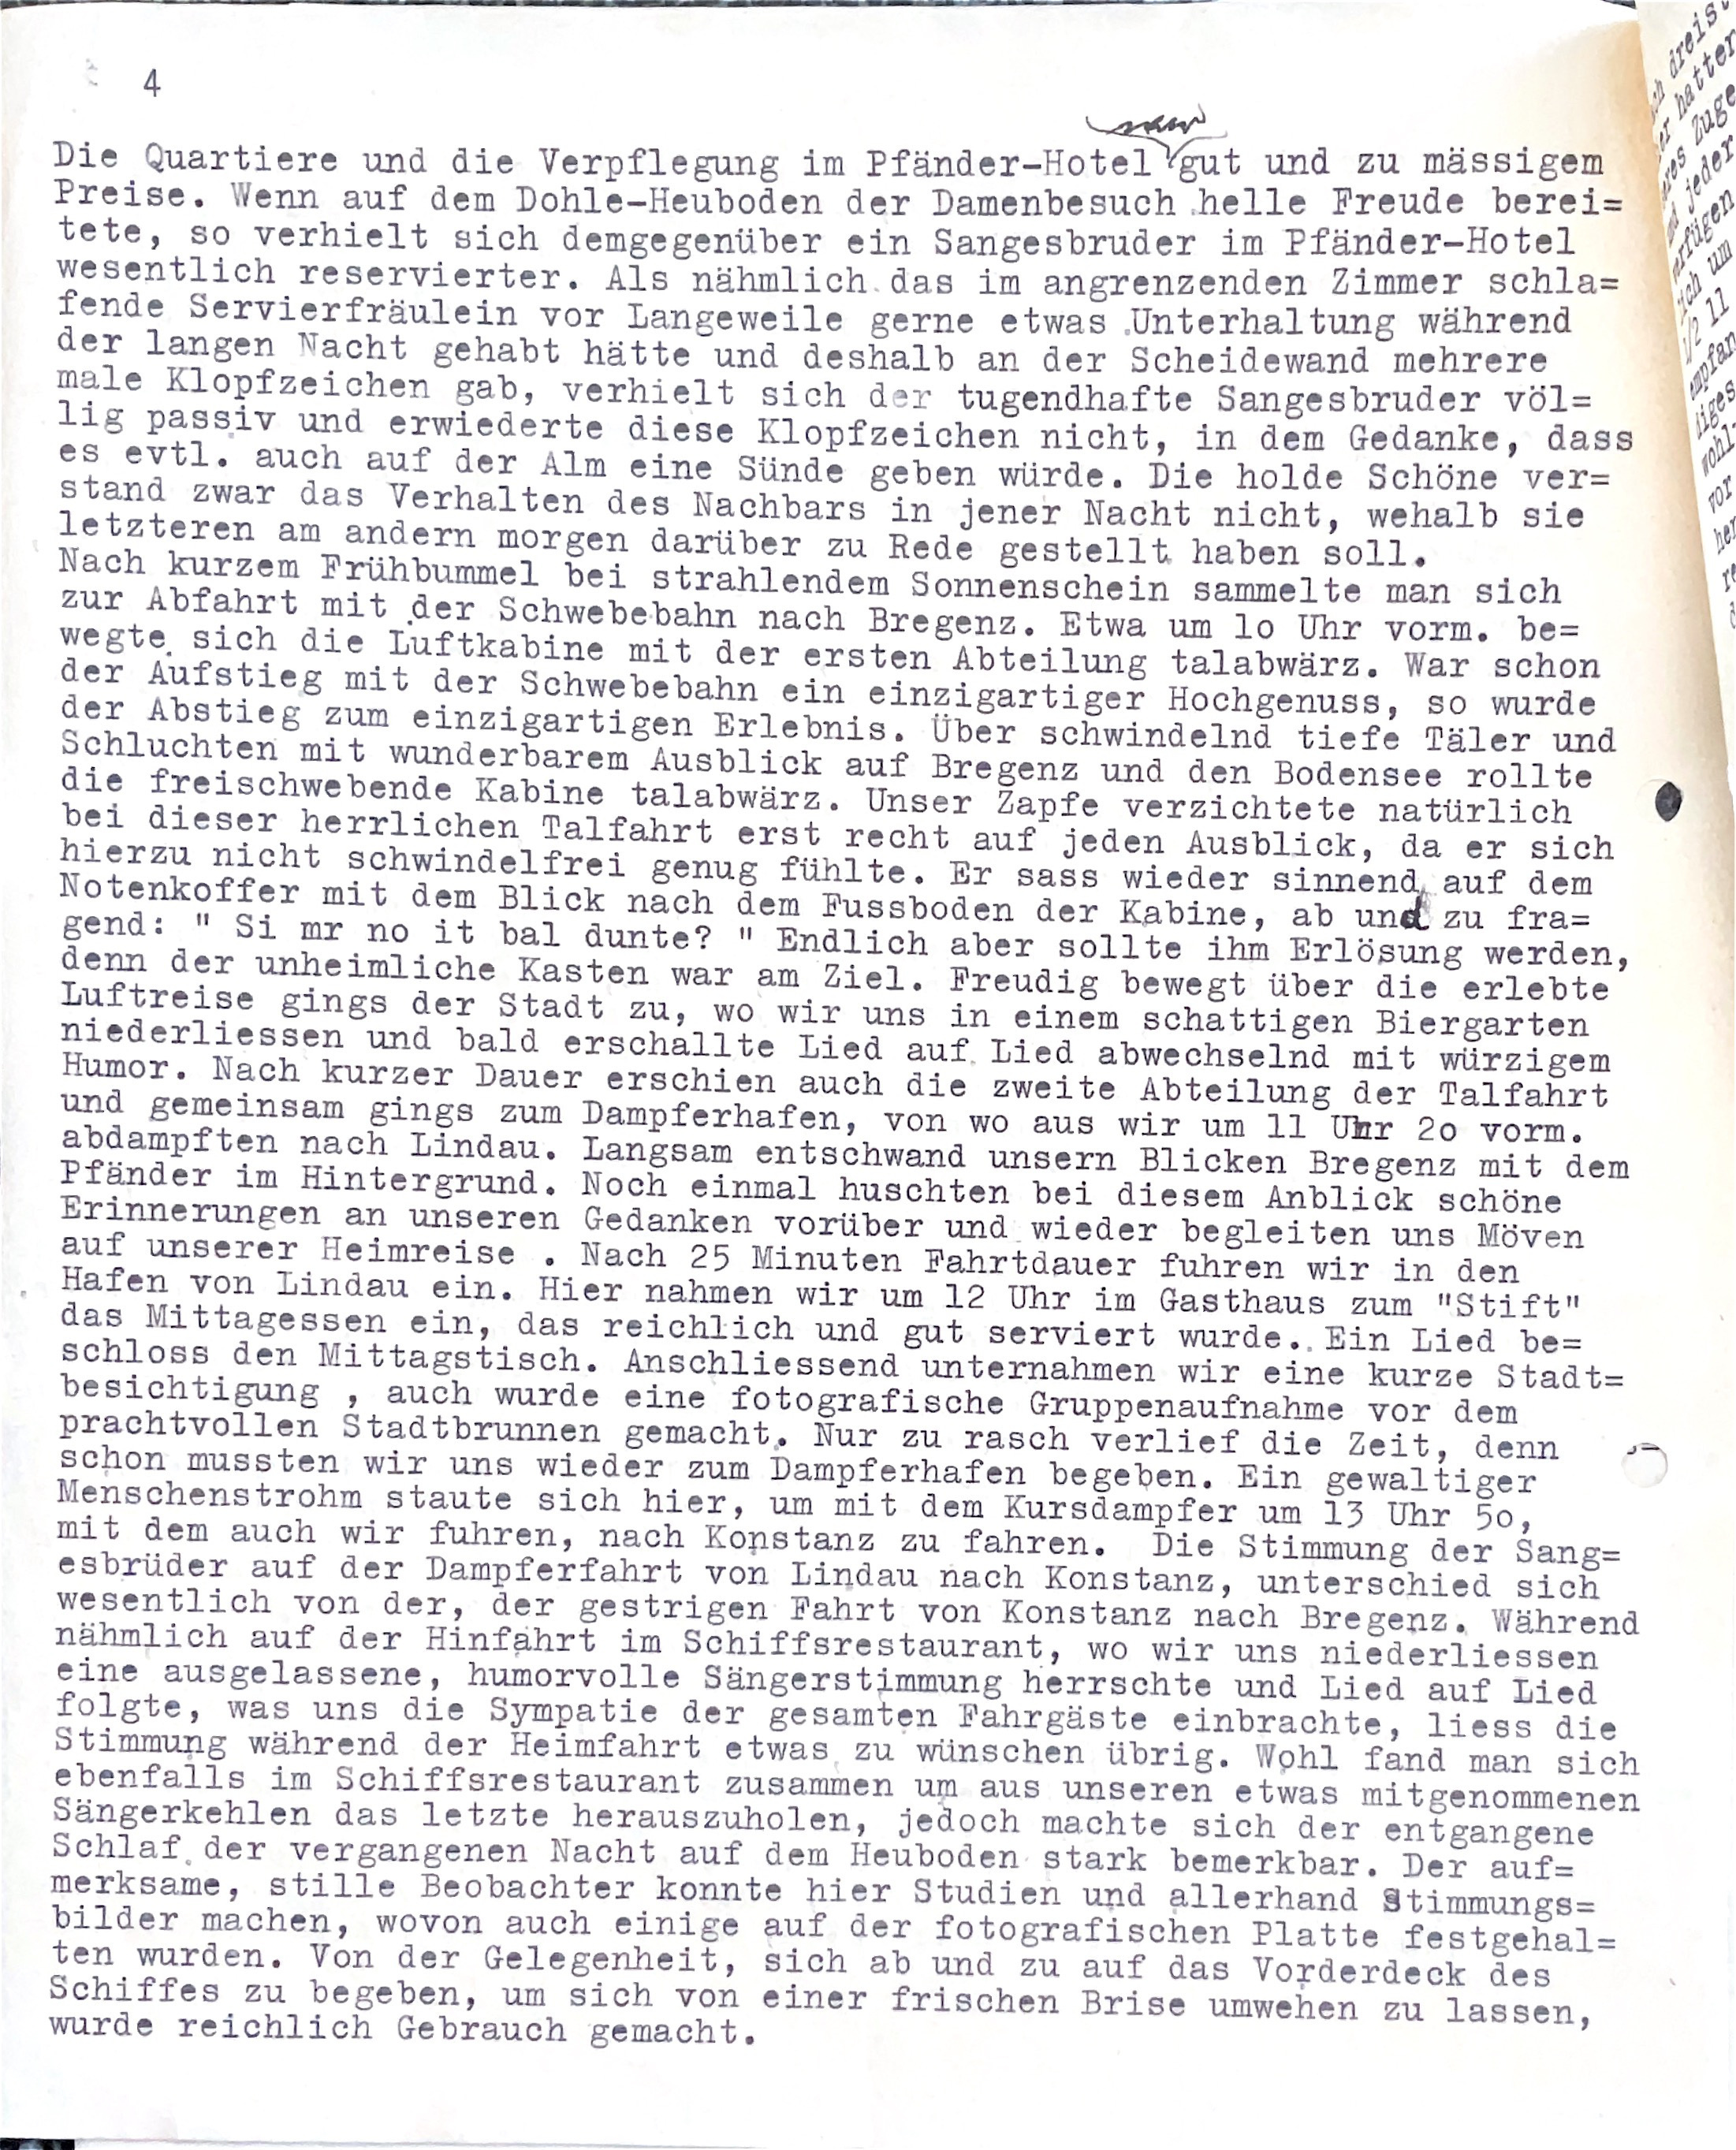 4
Die Quartiere und die Verpflegung im Pfänder-Hotel gut und zu mässigem
Preise. Wenn auf dem Dohle-Heuboden der Damenbesuch helle Freude berei=
tete, so verhielt sich demgegenüber ein Sangesbruder im Pfänder-Hotel
wesentlich reservierter. Als nähmlich das im angrenzenden Zimmer schla=
fende Servierfräulein vor Langeweile gerne etwas Unterhaltung während
der langen Nacht gehabt hätte und deshalb an der Scheidewand mehrere
male Klopfzeichen gab, verhielt sich der tugendhafte Sangesbruder völ=
lig passiv und erwiederte diese Klopfzeichen nicht, in dem Gedanke, dass
es evtl. auch auf der Alm eine Sünde geben würde. Die holde Schöne ver=
stand zwar das Verhalten des Nachbars in jener Nacht nicht, wehalb sie
letzteren am andern morgen darüber zu Rede gestellt haben soll.
Nach kurzem Frühbummel bei strahlendem Sonnenschein sammelte man sich
zur Abfahrt mit der Schwebebahn nach Bregenz. Etwa um lo Uhr vorm. be=
wegte sich die Luftkabine mit der ersten Abteilung talabwärz. War schon
der Aufstieg mit der Schwebebahn ein einzigartiger Hochgenuss, so wurde
der Abstieg zum einzigartigen Erlebnis. Über schwindelnd tiefe Täler und
Schluchten mit wunderbarem Ausblick auf Bregenz und den Bodensee rollte
die freischwebende Kabine talabwärz. Unser Zapfe verzichtete natürlich
bei dieser herrlichen Talfahrt erst recht auf jeden Ausblick, da er sich
hierzu nicht schwindelfrei genug fühlte. Er sass wieder sinnend auf dem
Notenkoffer mit dem Blick nach dem Fussboden der Kabine, ab und zu fra=
gend: " Si mr no it bal dunte? " Endlich aber sollte ihm Erlösung werden,
denn der unheimliche Kasten war am Ziel. Freudig bewegt über die erlebte
Luftreise gings der Stadt zu, wo wir uns in einem schattigen Biergarten
niederliessen und bald erschallte Lied auf Lied abwechselnd mit würzigem
Humor. Nach kurzer Dauer erschien auch die zweite Abteilung der Talfahrt
und gemeinsam gings zum Dampferhafen, von wo aus wir um 11 Uhr 2o vorm.
abdampften nach Lindau. Langsam entschwand unsern Blicken Bregenz mit dem
Pfänder im Hintergrund. Noch einmal huschten bei diesem Anblick schöne
Erinnerungen an unseren Gedanken vorüber und wieder begleiten uns Möven
auf unserer Heimreise . Nach 25 Minuten Fahrtdauer fuhren wir in den
Hafen von Lindau ein. Hier nahmen wir um 12 Uhr im Gasthaus zum "Stift"
das Mittagessen ein, das reichlich und gut serviert wurde. Ein Lied be=
schloss den Mittagstisch. Anschliessend unternahmen wir eine kurze Stadt=
besichtigung , auch wurde eine fotografische Gruppenaufnahme vor dem
prachtvollen Stadtbrunnen gemacht. Nur zu rasch verlief die Zeit, denn
schon mussten wir uns wieder zum Dampferhafen begeben. Ein gewaltiger
Menschenstrohm staute sich hier, um mit dem Kursdampfer um 13 Uhr 5o,
mit dem auch wir fuhren, nach Konstanz zu fahren. Die Stimmung der Sang=
esbrüder auf der Dampferfahrt von Lindau nach Konstanz, unterschied sich
wesentlich von der, der gestrigen Fahrt von Konstanz nach Bregenz. Während
nähmlich auf der Hinfahrt im Schiffsrestaurant, wo wir uns niederliessen
eine ausgelassene, humorvolle Sängerstimmung herrschte und Lied auf Lied
folgte, was uns die Sympatie der gesamten Fahrgäste einbrachte, liess die
Stimmung während der Heimfahrt etwas zu wünschen übrig. Wohl fand man sich
ebenfalls im Schiffsrestaurant zusammen um aus unseren etwas mitgenommenen
Sängerkehlen das letzte herauszuholen, jedoch machte sich der entgangene
Schlaf der vergangenen Nacht auf dem Heuboden stark bemerkbar. Der auf=
merksame, stille Beobachter konnte hier Studien und allerhand Stimmungs=
bilder machen, wovon auch einige auf der fotografischen Platte festgehal=
ten wurden. Von der Gelegenheit, sich ab und zu auf das Vorderdeck des
Schiffes zu begeben, um sich von einer frischen Brise umwehen zu lassen,
wurde reichlich Gebrauch gemacht.